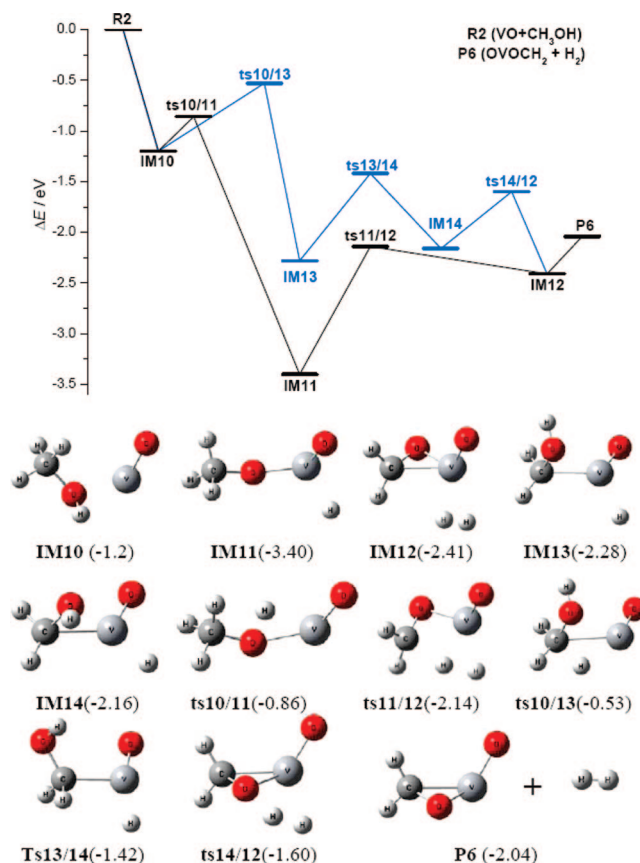 R2
R2 (VO+CH₃OH)
P6 (OVOCH₂ + H₂)
0.0
-0.5
-1.0
-1.5
-2.0
-2.5
-3.0
-3.5
ΔE / eV
ts10/13
ts10/11
IM10
ts13/14
ts14/12
IM14
ts11/12
P6
IM13
IM12
IM11
H H O
H C V
O
H
H O
C O V
H H H
H O O
C V
H H H
H
O O
H C V
H H
IM10 (-1.2) IM11(-3.40) IM12(-2.41) IM13(-2.28)
H O O
C H V
H H
H H O
C O V
H
O O
H C V
H H H
H
O O
H C V
H H
IM14(-2.16) ts10/11(-0.86) ts11/12(-2.14) ts10/13(-0.53)
H
O O
C V
H H H
O
H
C V
H O
H H
O
H
C V
H O
+
H H
Ts13/14(-1.42) ts14/12(-1.60) P6 (-2.04)